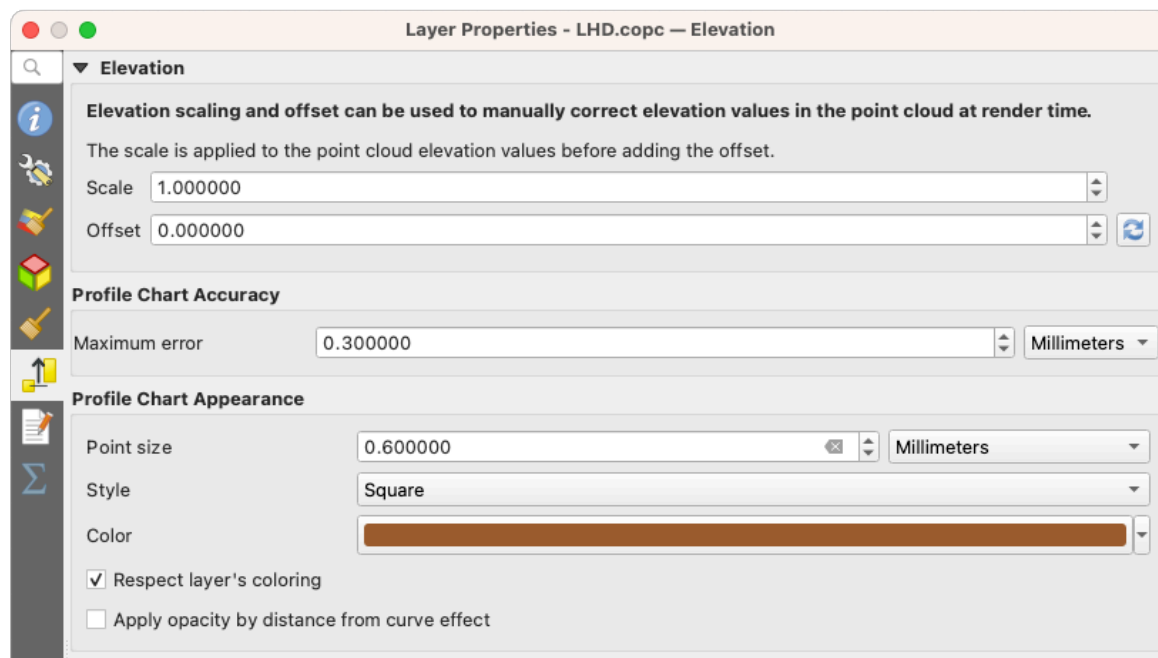 Layer Properties - LHD.copc — Elevation
Elevation
Elevation scaling and offset can be used to manually correct elevation values in the point cloud at render time.
The scale is applied to the point cloud elevation values before adding the offset.
Scale 1.000000
Offset 0.000000
Profile Chart Accuracy
Maximum error 0.300000 Millimeters
Profile Chart Appearance
Point size 0.600000 Millimeters
Style Square
Color
Respect layer's coloring
Apply opacity by distance from curve effect